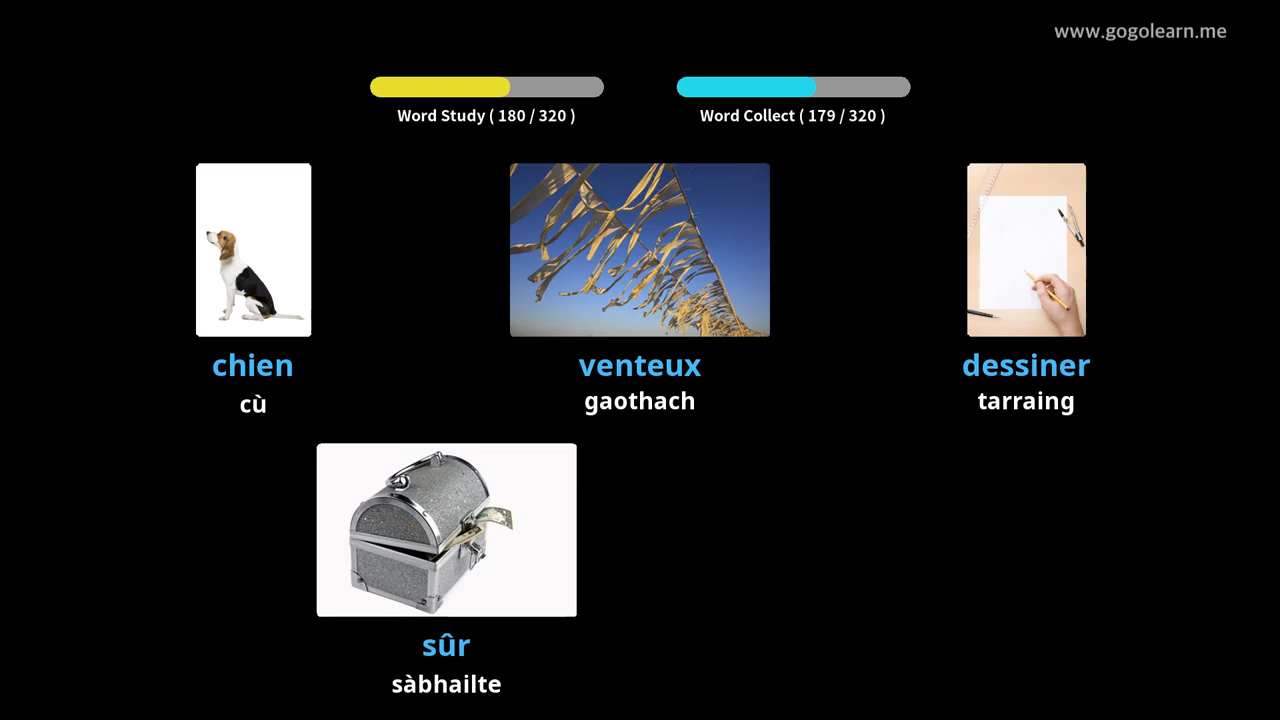 www.gogolearn.me
Word Study ( 180 / 320 )
Word Collect ( 179 / 320 )
chien
cù
venteux
gaothach
dessiner
tarraing
sûr
sàbhailte